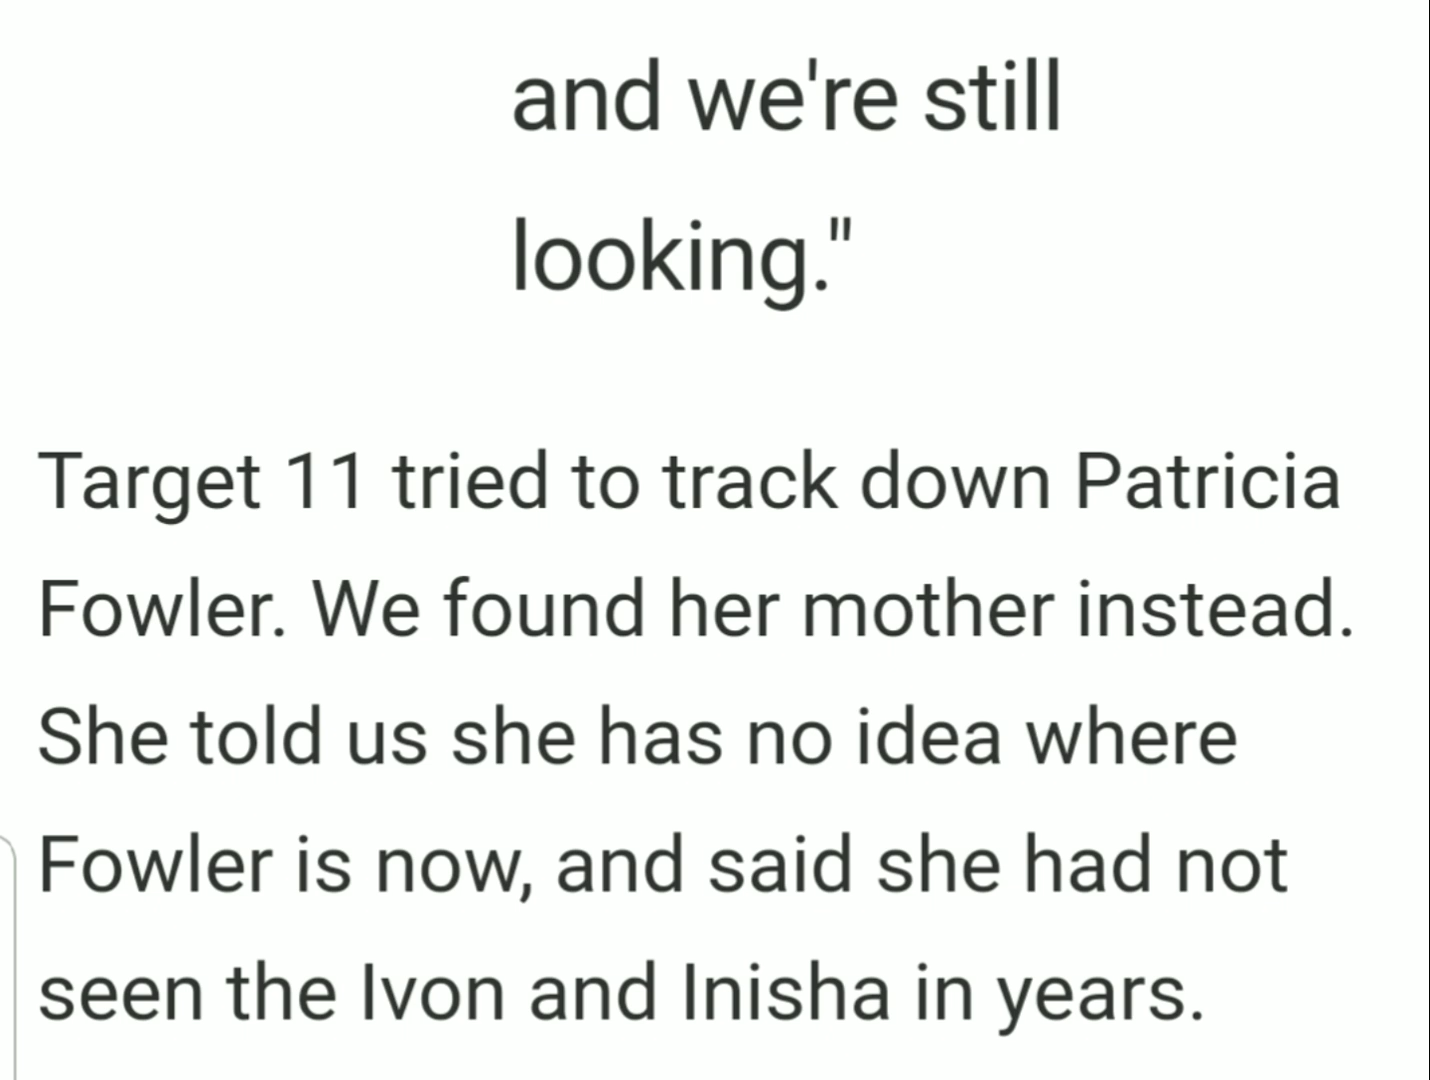 and we're still
looking."
Target 11 tried to track down Patricia
Fowler. We found her mother instead.
She told us she has no idea where
Fowler is now, and said she had not
seen the Ivon and Inisha in years.